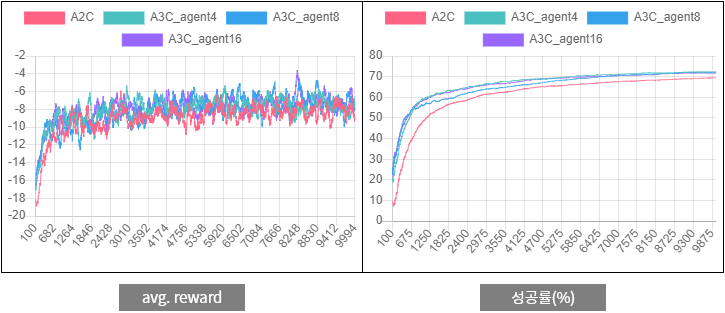 A2C A3C_agent4 A3C_agent8
A3C_agent16
-2
-4
-6
-8
-10
-12
-14
-16
-18
-20
100 682 1264 1846 2428 3010 3592 4174 4756 5338 5920 6502 7084 7666 8248 8830 9412 9994
avg. reward
A2C A3C_agent4 A3C_agent8
A3C_agent16
80
70
60
50
40
30
20
10
0
100 675 1250 1825 2400 2975 3550 4125 4700 5275 5850 6425 7000 7575 8150 8725 9300 9875
성공률(%)